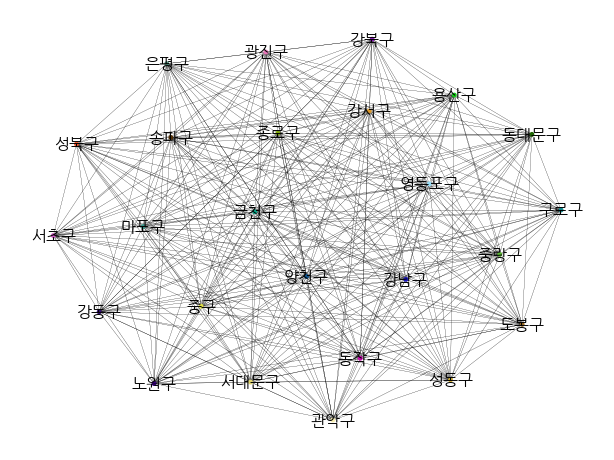 강북구
광진구
은평구
용산구
강서구
종로구
동대문구
송파구
성북구
영등포구
구로구
금천구
마포구
서초구
중랑구
양천구
강남구
중구
강동구
도봉구
동작구
성동구
서대문구
노원구
관악구